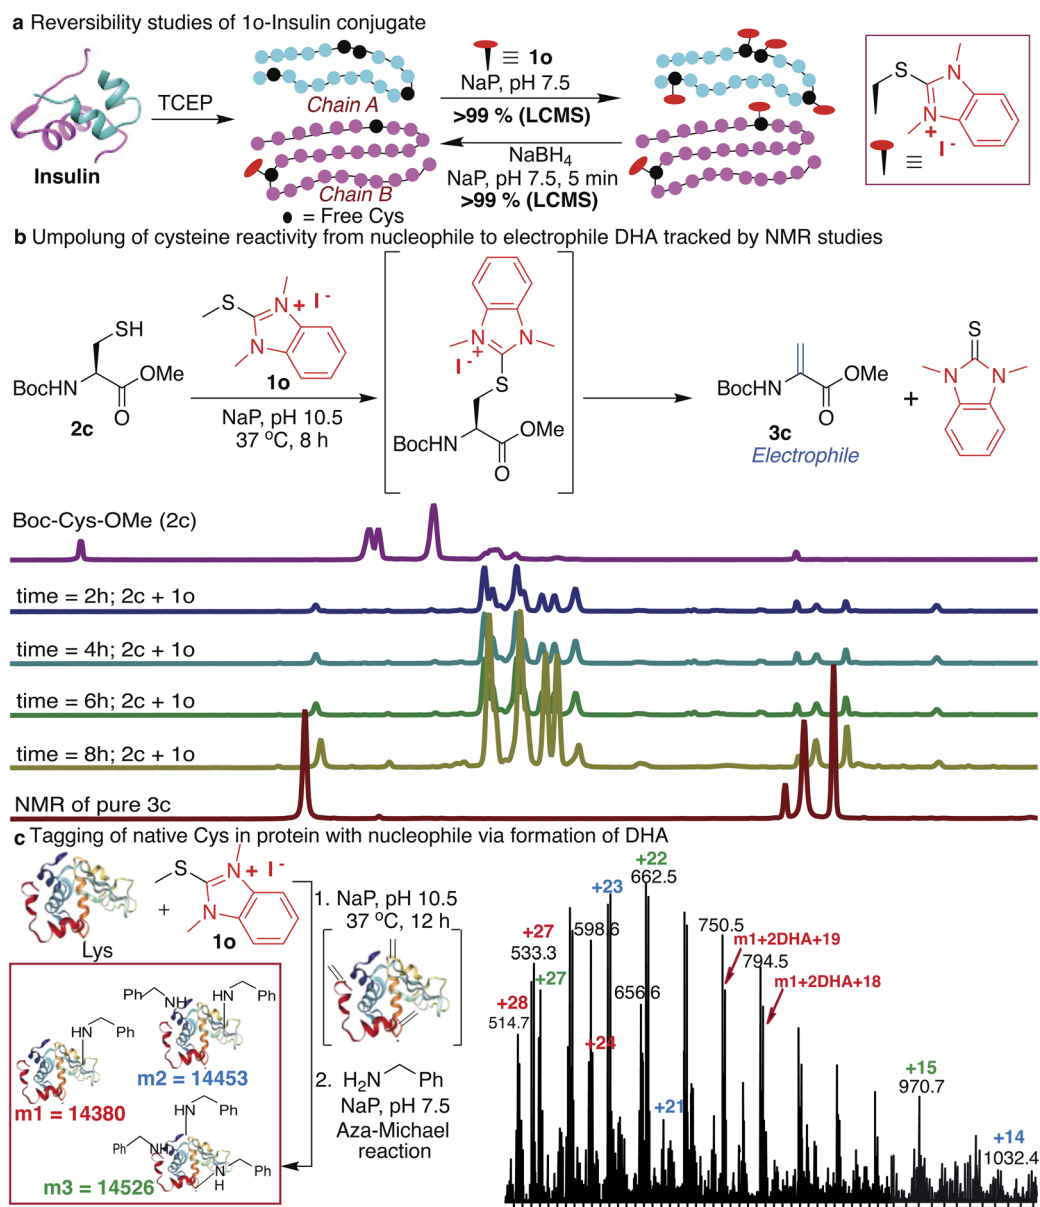 a Reversibility studies of 1o-Insulin conjugate
Insulin
TCEP
Chain A
Chain B
● = Free Cys
≡ 1o
NaP, pH 7.5
>99 % (LCMS)
NaBH4
NaP, pH 7.5, 5 min
>99 % (LCMS)
S
N
N
+
I-
≡
b Umpolung of cysteine reactivity from nucleophile to electrophile DHA tracked by NMR studies
SH
BocHN
OMe
O
2c
S
N
+ I-
N
1o
NaP, pH 10.5
37 ºC, 8 h
N
N
+
I-
S
BocHN
OMe
O
BocHN
OMe
O
3c
Electrophile
+
S
N
N
Boc-Cys-OMe (2c)
time = 2h; 2c + 1o
time = 4h; 2c + 1o
time = 6h; 2c + 1o
time = 8h; 2c + 1o
NMR of pure 3c
c Tagging of native Cys in protein with nucleophile via formation of DHA
Lys
+
S
N
+ I-
N
1o
1. NaP, pH 10.5
37 ºC, 12 h
2. H2N Ph
NaP, pH 7.5
Aza-Michael
reaction
HN Ph
m1 = 14380
Ph NH
HN Ph
m2 = 14453
HN Ph
Ph NH
N Ph
H
m3 = 14526
+28
514.7
+27
533.3
+27
598.6
+24
+23
656.6
+22
662.5
+21
750.5
m1+2DHA+19
794.5
m1+2DHA+18
+15
970.7
+14
1032.4